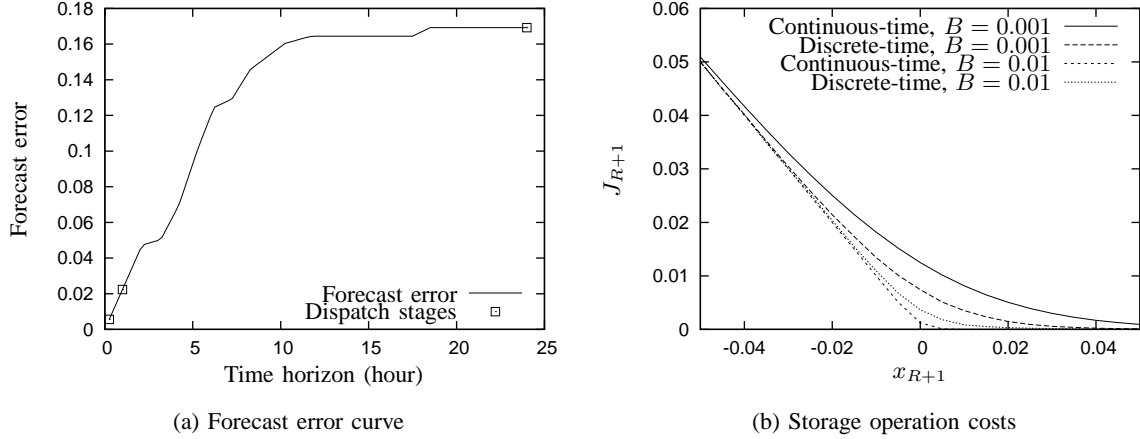 0.18
0.16
0.14
0.12
0.1
0.08
0.06
0.04
0.02
0
Forecast error
Forecast error
Dispatch stages
0 5 10 15 20 25
Time horizon (hour)
(a) Forecast error curve
0.06
0.05
0.04
0.03
0.02
0.01
0
J_{R+1}
Continuous-time, B = 0.001
Discrete-time, B = 0.001
Continuous-time, B = 0.01
Discrete-time, B = 0.01
-0.04 -0.02 0 0.02 0.04
x_{R+1}
(b) Storage operation costs